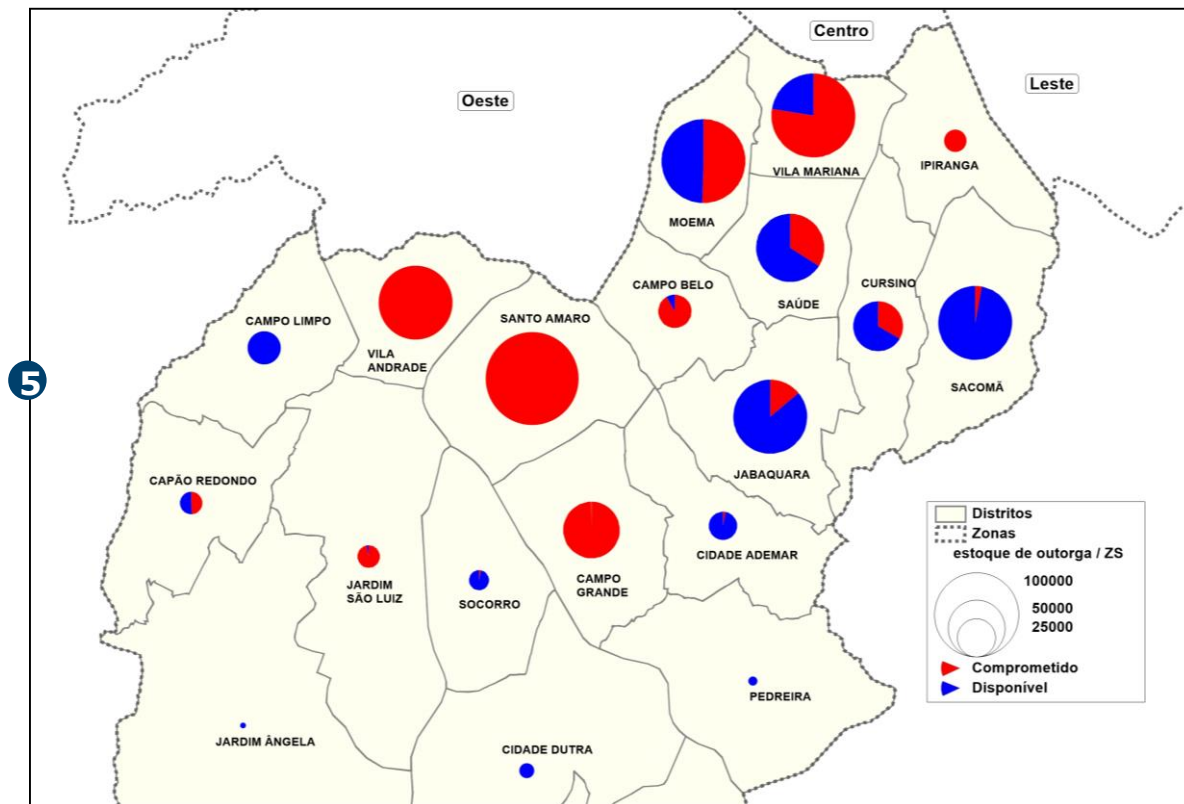 Centro
Oeste
Leste
VILA MARIANA
IPIRANGA
MOEMA
CAMPO BELO
SAÚDE
CURSINO
CAMPO LIMPO
SANTO AMARO
VILA
ANDRADE
SACOMÃ
5
JABAQUARA
CAPÃO REDONDO
CIDADE ADEMAR
JARDIM
SÃO LUIZ
SOCORRO
CAMPO
GRANDE
PEDREIRA
JARDIM ÂNGELA
CIDADE DUTRA
Distritos
Zonas
estoque de outorga / ZS
100000
50000
25000
Comprometido
Disponível